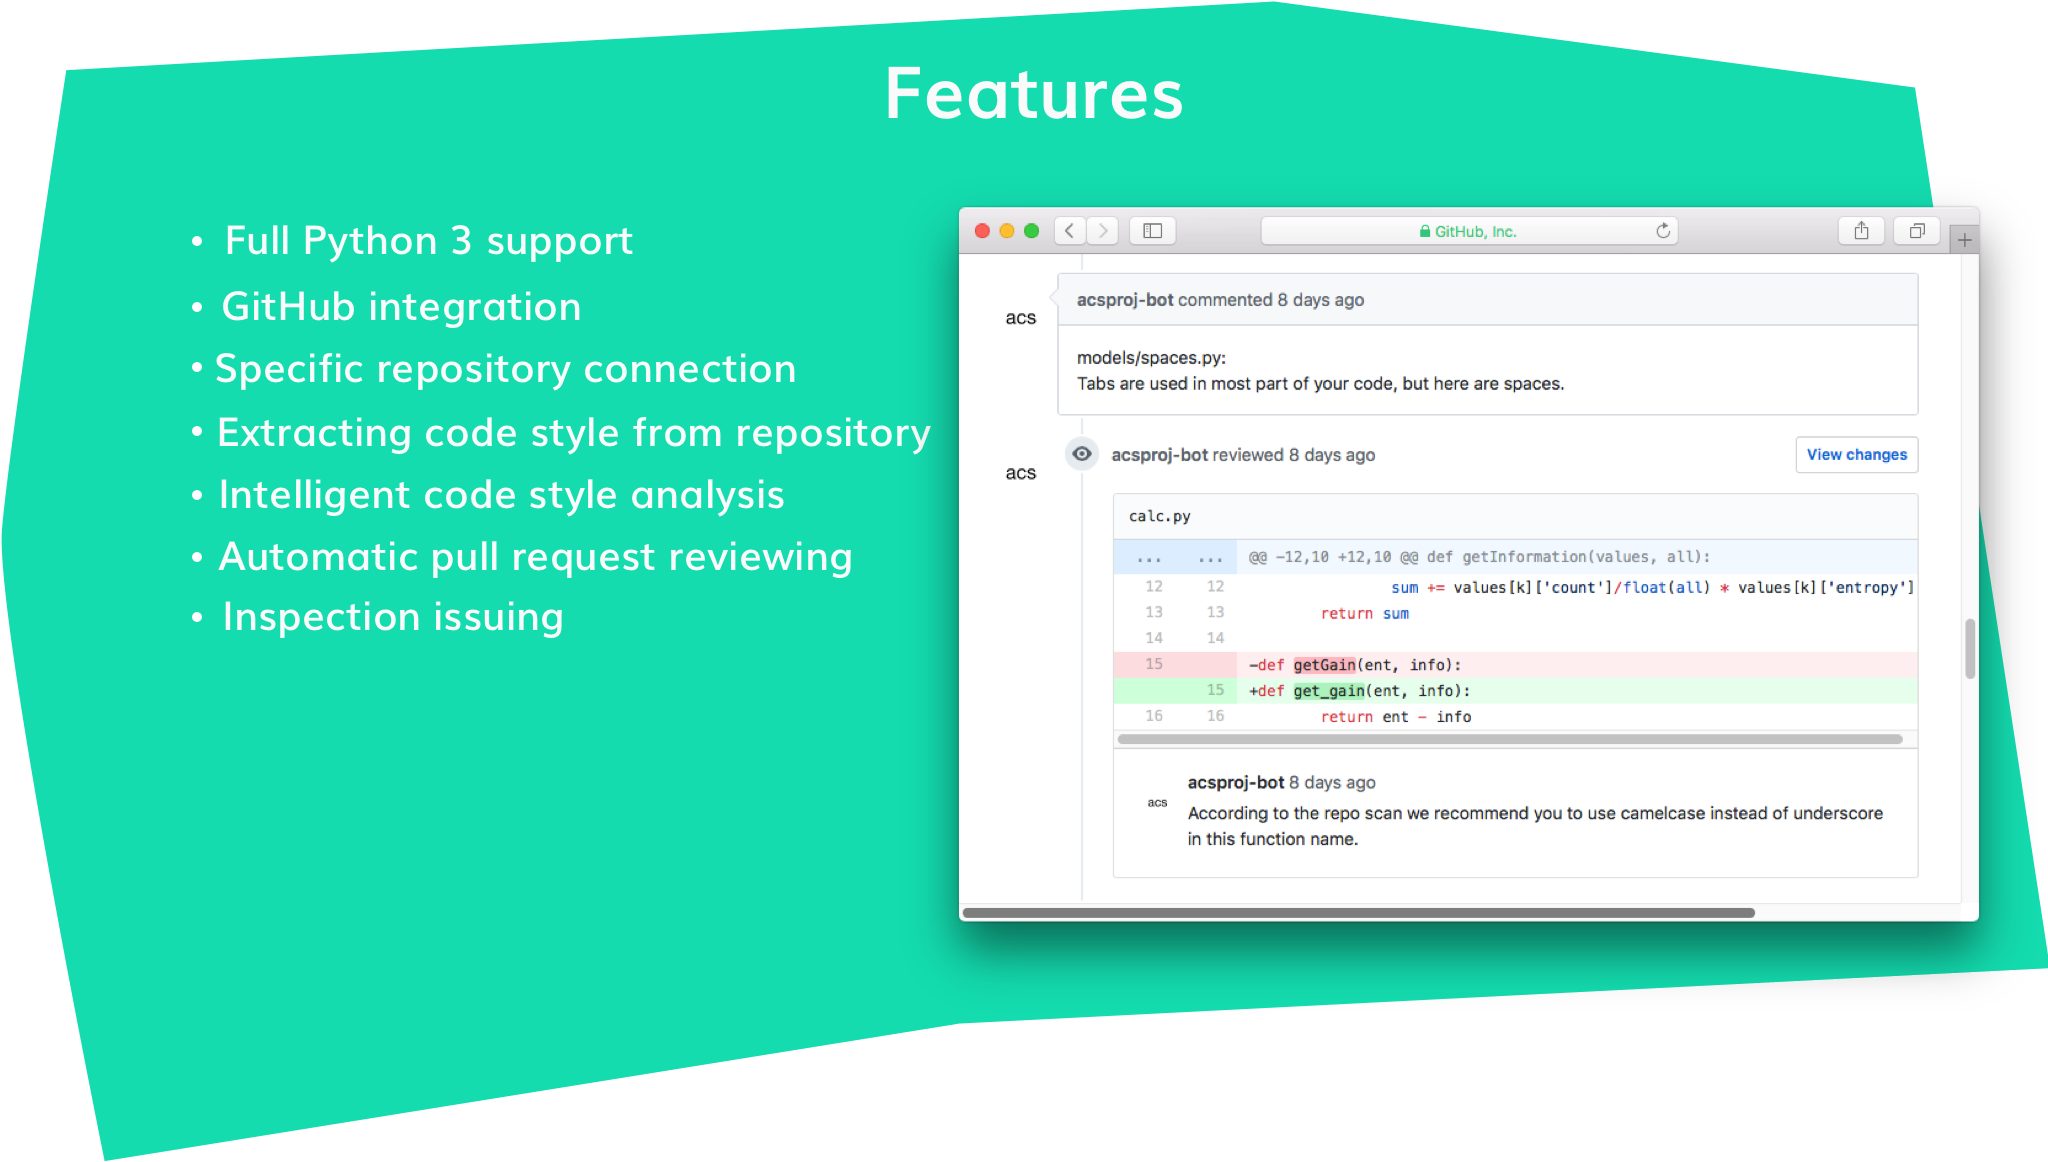 Features
• Full Python 3 support
• GitHub integration
• Specific repository connection
• Extracting code style from repository
• Intelligent code style analysis
• Automatic pull request reviewing
• Inspection issuing
GitHub, Inc.
acs
acsproj-bot commented 8 days ago
models/spaces.py:
Tabs are used in most part of your code, but here are spaces.
acs
acsproj-bot reviewed 8 days ago
View changes
calc.py
... ... @@ -12,10 +12,10 @@ def getInformation(values, all):
12 12 sum += values[k]['count']/float(all) * values[k]['entropy']
13 13 return sum
14 14
15 -def getGain(ent, info):
15 +def get_gain(ent, info):
16 16 return ent - info
acs
acsproj-bot 8 days ago
According to the repo scan we recommend you to use camelcase instead of underscore
in this function name.